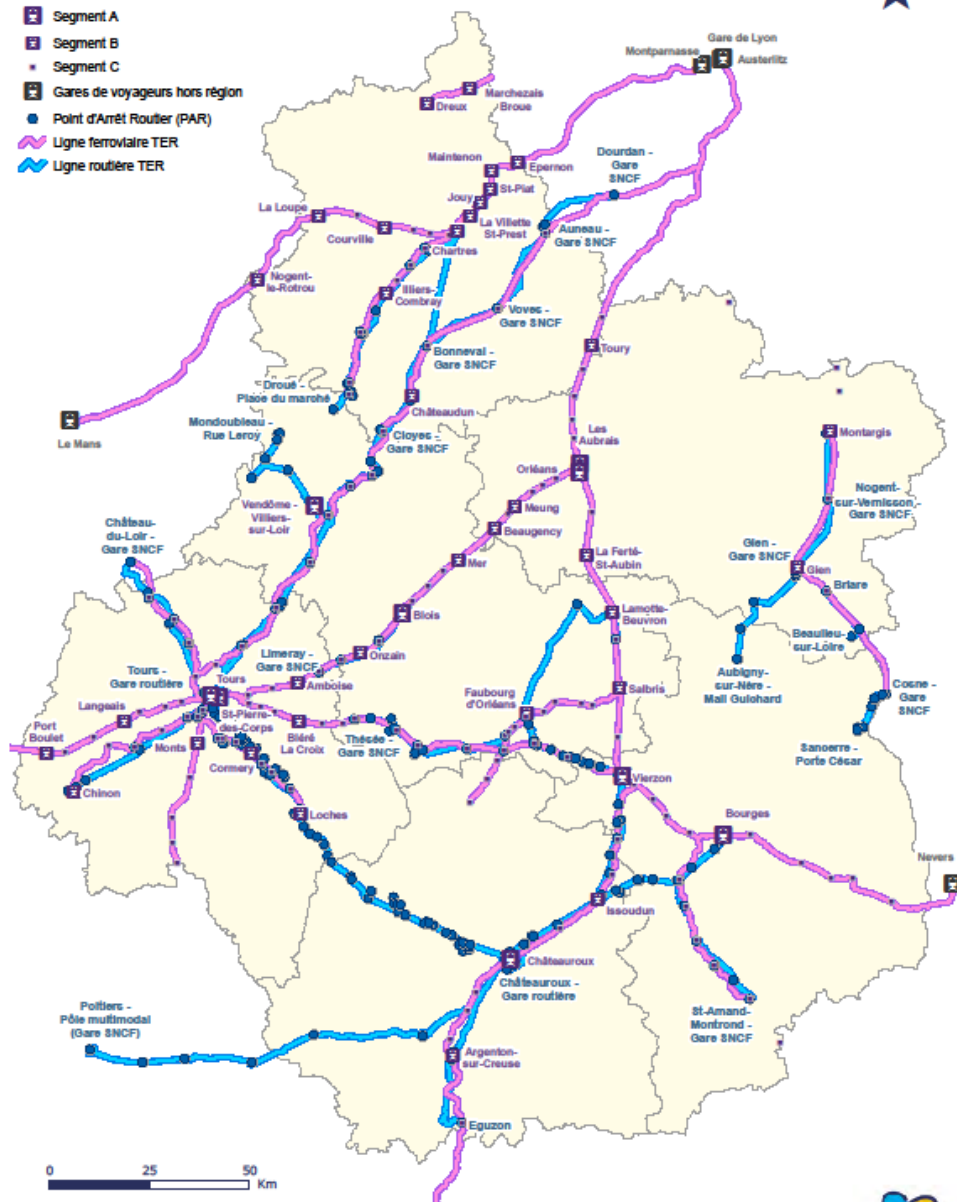 Segment A
Segment B
Segment C
Gares de voyageurs hors région
Point d'Arrêt Routier (PAR)
Ligne ferroviaire TER
Ligne routière TER
Gare de Lyon
Montparnasse
Austerlitz
Marchezais
Broue
Dreux
Maintenon
Epernon
Dourdan -
Gare
SNCF
St-Piat
Jouy
La Loupe
La Villette
St-Prest
Courville
Auneau -
Gare SNCF
Chartres
Nogent-
le-Rotrou
Illiers-
Combray
Voves -
Gare SNCF
Toury
Bonneval -
Gare SNCF
Droué -
Place du marché
Châteaudun
Mondoubleau -
Rue Leroy
Le Mans
Cloyes -
Gare SNCF
Les
Aubrais
Montargis
Orléans
Vendôme -
Villiers-
sur-Loir
Meung
Nogent-
sur-Vernisson -
Gare SNCF
Beaugency
Château-
du-Loir -
Gare SNCF
Gien -
Gare SNCF
La Ferté-
St-Aubin
Mer
Gien
Briare
Blois
Lamotte-
Beuvron
Beaulieu-
sur-Loire
Limeray -
Gare SNCF
Onzain
Aubigny-
sur-Nère -
Mail Guichard
Tours -
Gare routière
Tours
Amboise
Salbris
Cosne -
Gare
SNCF
Langeais
Faubourg
d'Orléans
St-Pierre-
des-Corps
Port
Boulet
Bléré
La Croix
Thésée -
Gare SNCF
Monts
Sancerre -
Porte César
Cormery
Vierzon
Chinon
Loches
Bourges
Nevers
Issoudun
Châteauroux
Châteauroux -
Gare routière
Poitiers -
Pôle multimodal
(Gare SNCF)
St-Amand-
Montrond -
Gare SNCF
Argenton-
sur-Creuse
Eguzon
0 25 50
Km